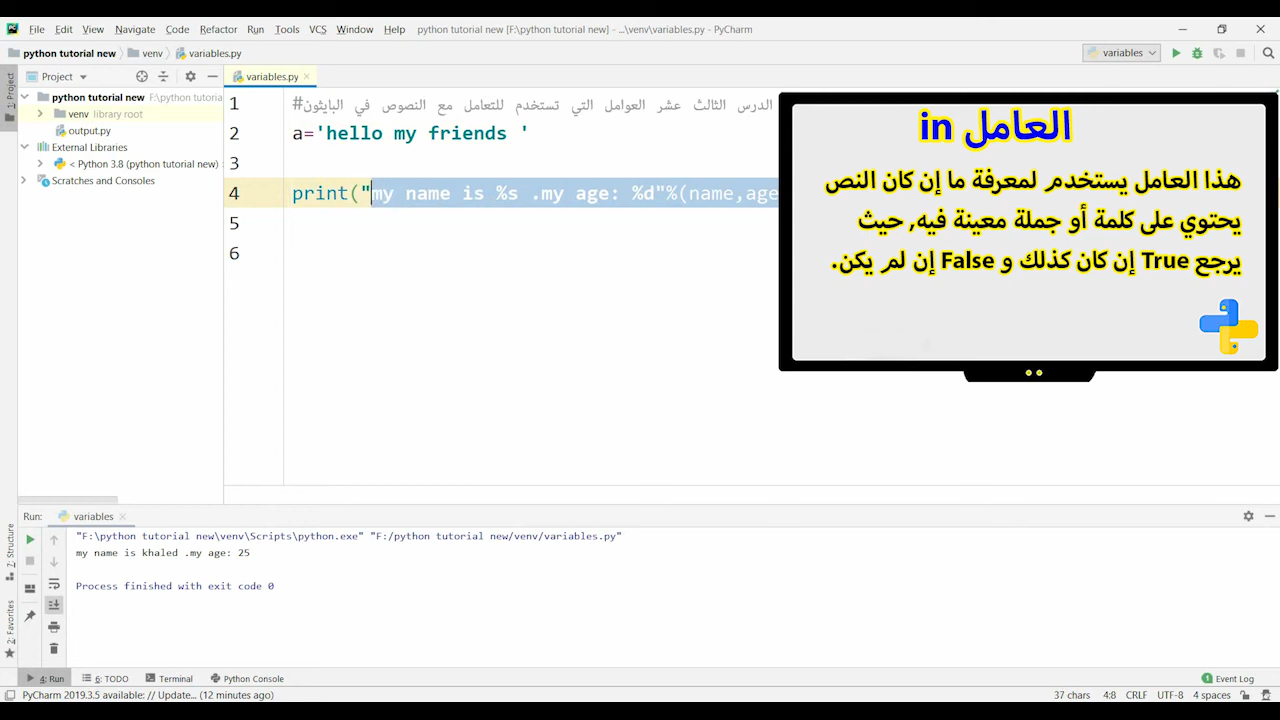 File Edit View Navigate Code Refactor Run Tools VCS Window Help python tutorial new [F:\python tutorial new] - ...\venv\variables.py - PyCharm
python tutorial new venv variables.py variables
1: Project
Project
variables.py
python tutorial new F:\python tutoria
venv library root
output.py
External Libraries
< Python 3.8 (python tutorial new)
Scratches and Consoles
1 #الدرس الثالث عشر العوامل التي تستخدم للتعامل مع النصوص في البايثون
2 a='hello my friends '
3
4 print("my name is %s .my age: %d"%(name,age
5
6
العامل in
هذا العامل يستخدم لمعرفة ما إن كان النص
يحتوي على كلمة أو جملة معينة فيه, حيث
يرجع True إن كان كذلك و False إن لم يكن.
Run: variables
"F:\python tutorial new\venv\Scripts\python.exe" "F:/python tutorial new/venv/variables.py"
my name is khaled .my age: 25
Process finished with exit code 0
7: Structure
2: Favorites
4: Run 6: TODO Terminal Python Console 1 Event Log
PyCharm 2019.3.5 available: // Update... (12 minutes ago) 37 chars 4:8 CRLF UTF-8 4 spaces